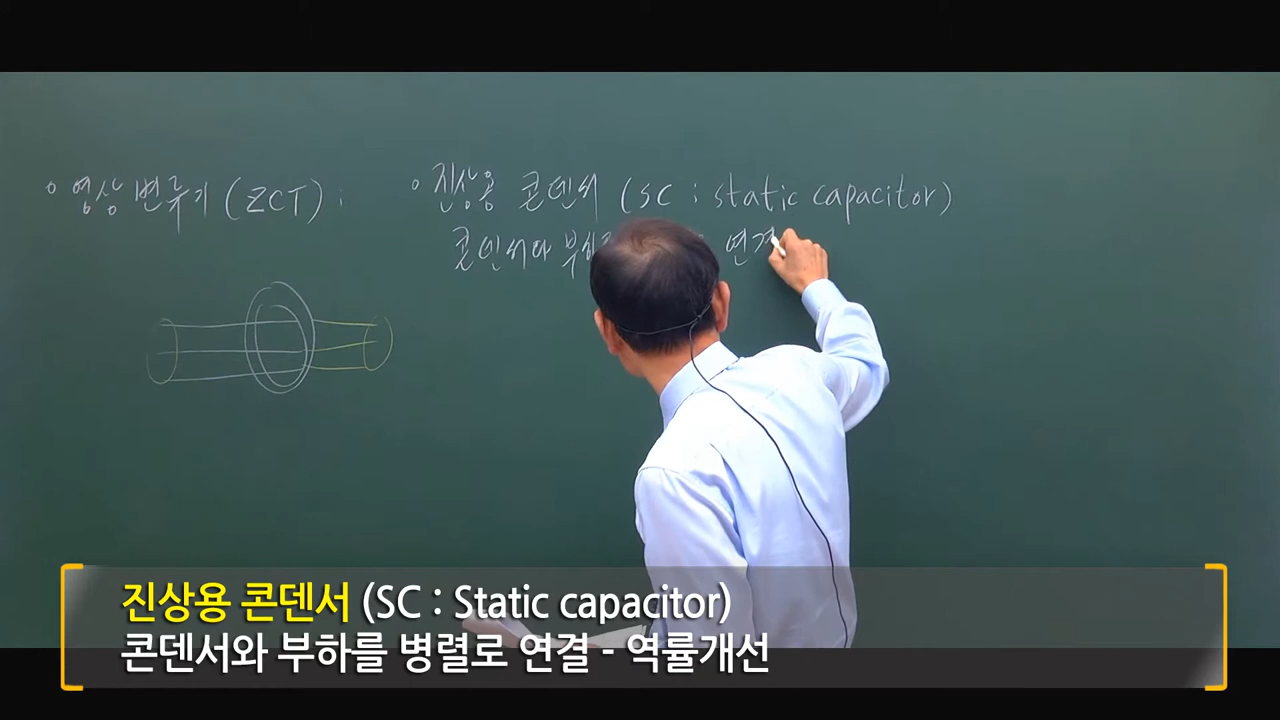 ◦ 영상 변류기 (ZCT) :
◦ 진상용 콘덴서 (SC : static capacitor)
콘덴서와 부하 연결
진상용 콘덴서 (SC : Static capacitor)
콘덴서와 부하를 병렬로 연결 - 역률개선